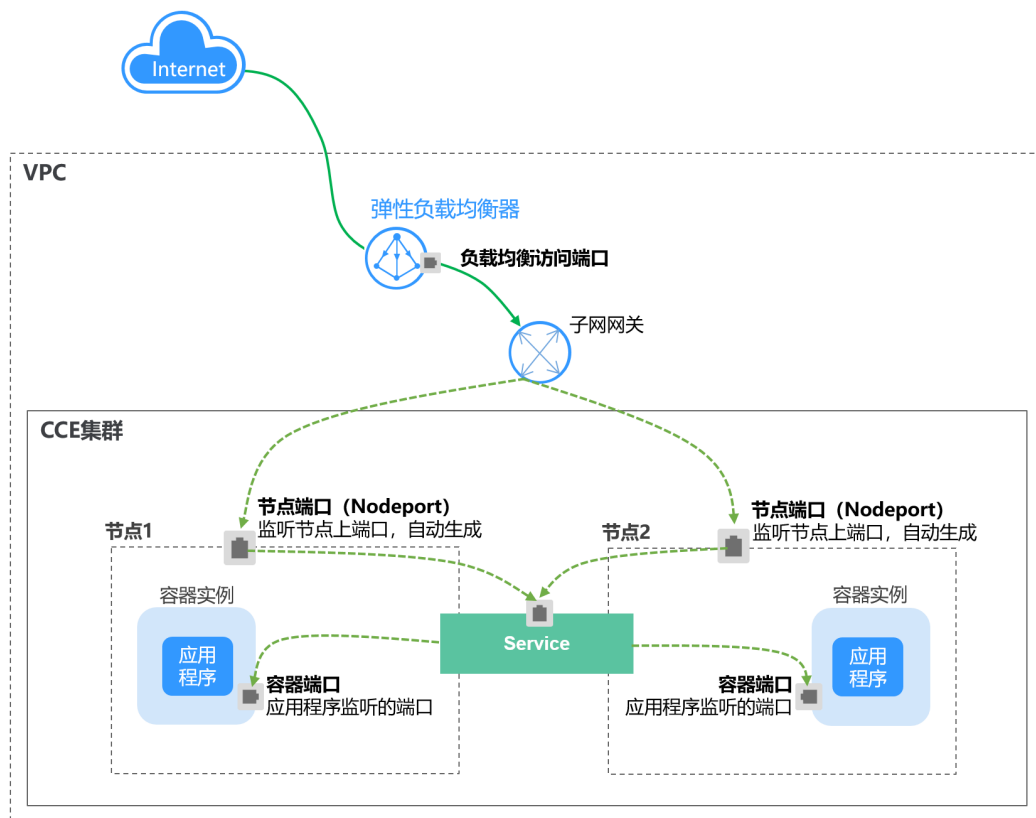 Internet
VPC
弹性负载均衡器
负载均衡访问端口
子网网关
CCE集群
节点端口（Nodeport）
监听节点上端口，自动生成
节点端口（Nodeport）
监听节点上端口，自动生成
节点1
节点2
容器实例
容器实例
应用
程序
Service
应用
程序
容器端口
应用程序监听的端口
容器端口
应用程序监听的端口